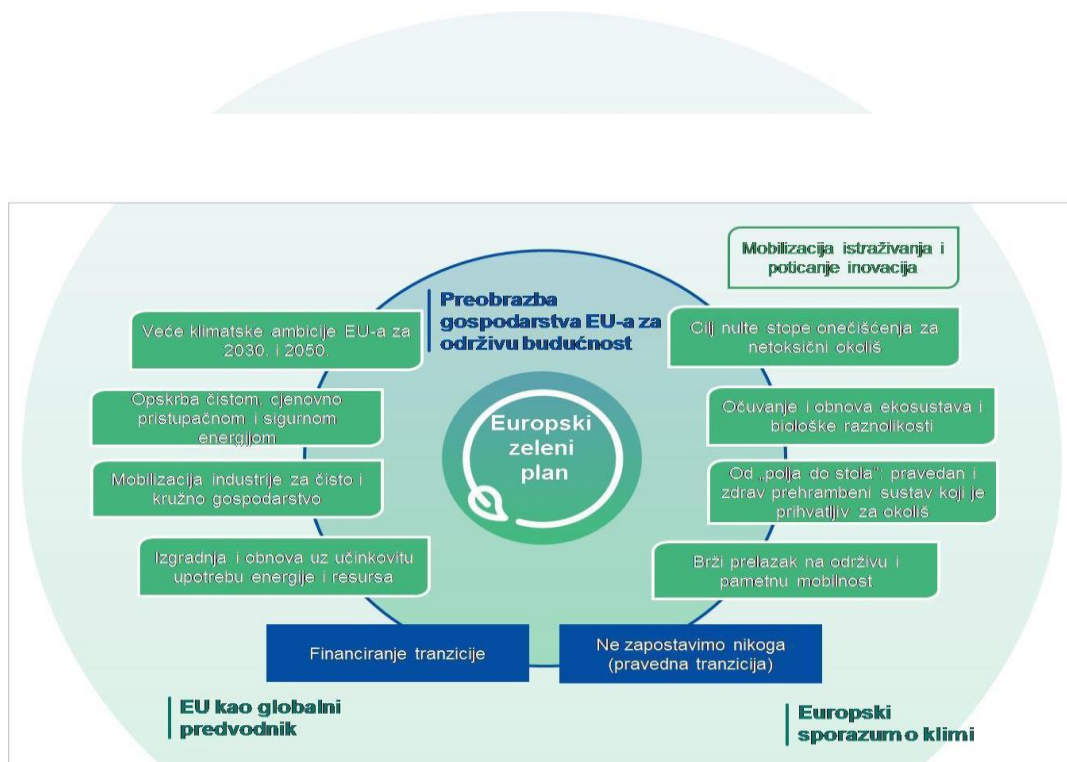 Mobilizacija istraživanja i
poticanje inovacija
Preobrazba
gospodarstva EU-a za
održivu budućnost
Veće klimatske ambicije EU-a za
2030. i 2050.
Cilj nulte stope onečišćenja za
netoksični okoliš
Opskrba čistom, cjenovno
pristupačnom i sigurnom
energijom
Europski
zeleni
plan
Očuvanje i obnova ekosustava i
biološke raznolikosti
Mobilizacija industrije za čisto i
kružno gospodarstvo
Od „polja do stola“: pravedan i
zdrav prehrambeni sustav koji je
prihvatljiv za okoliš
Izgradnja i obnova uz učinkovitu
upotrebu energije i resursa
Brži prelazak na održivu i
pametnu mobilnost
Financiranje tranzicije
Ne zapostavimo nikoga
(pravedna tranzicija)
EU kao globalni
predvodnik
Europski
sporazum o klimi